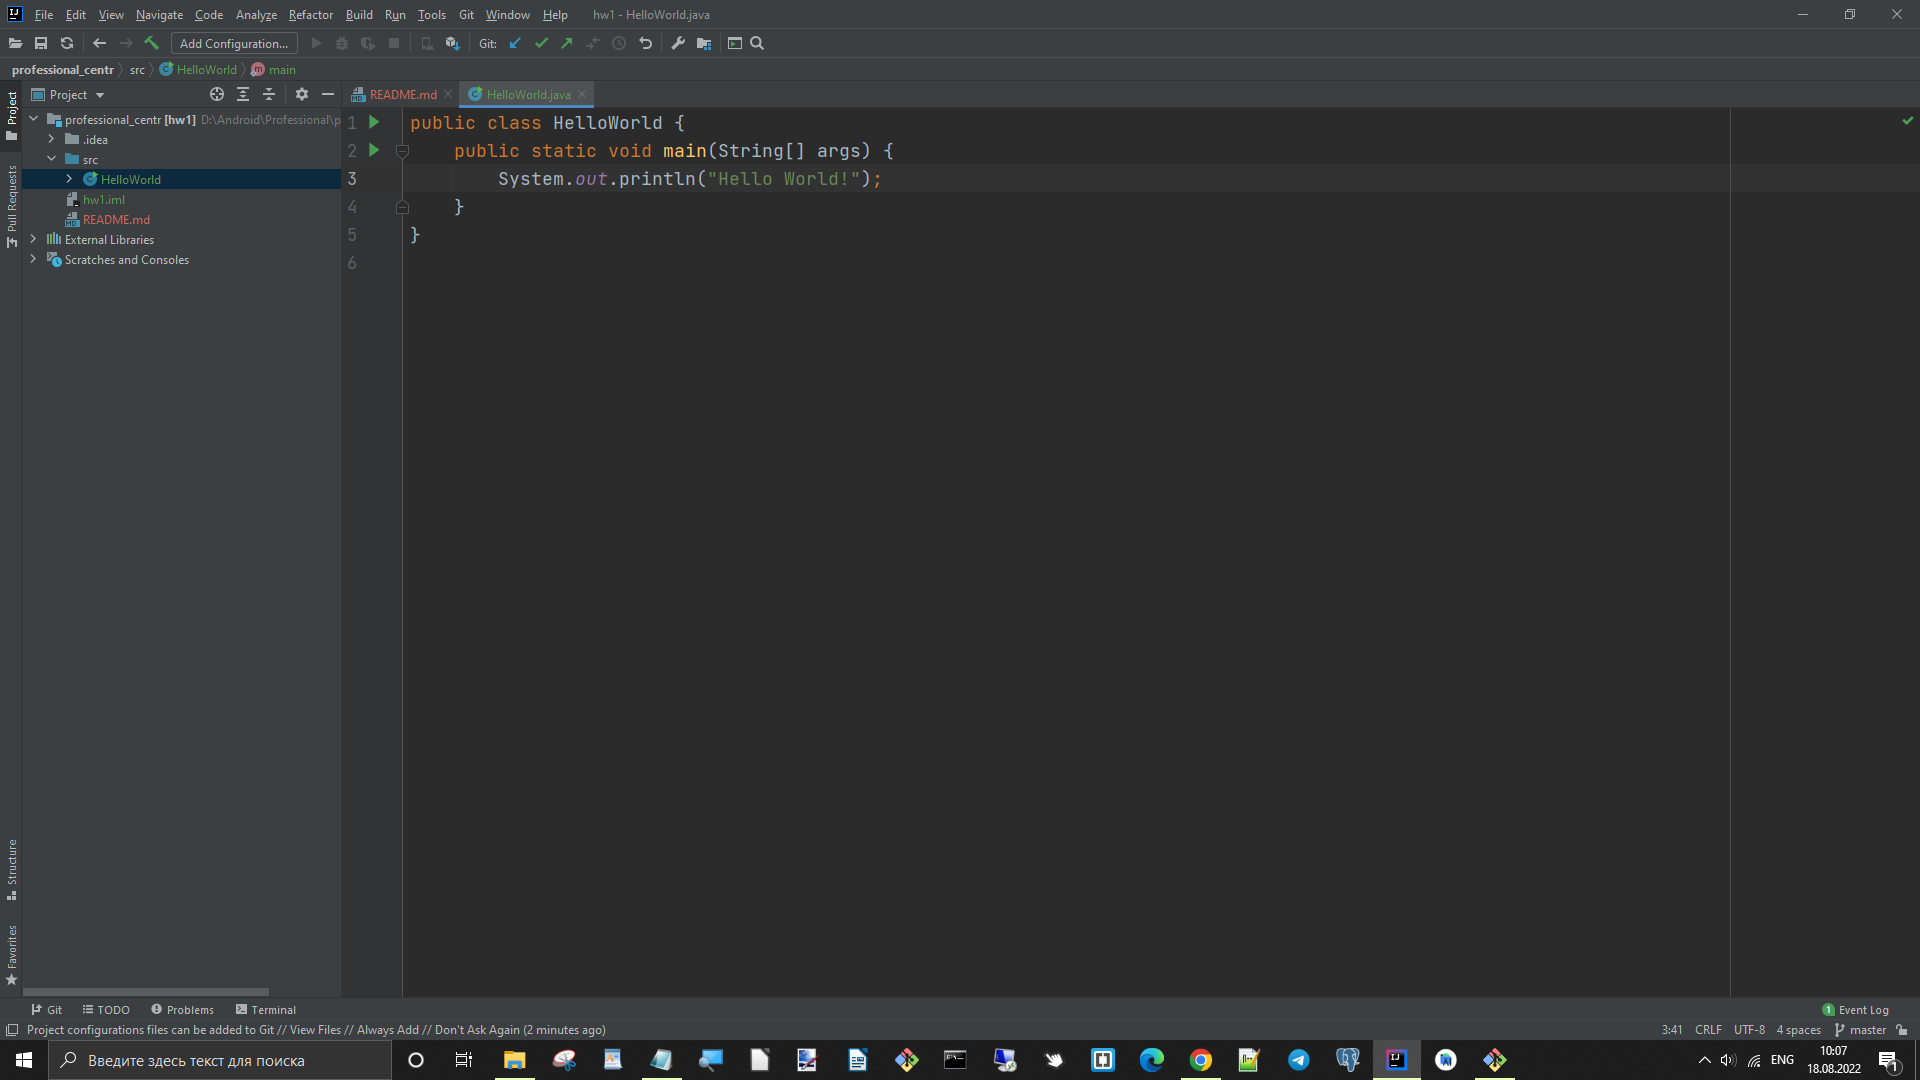 File Edit View Navigate Code Analyze Refactor Build Run Tools Git Window Help hw1 - HelloWorld.java
Add Configuration... Git:
professional_centr src HelloWorld main
Project README.md HelloWorld.java
professional_centr [hw1] D:\Android\Professional\p
.idea
src
HelloWorld
hw1.iml
README.md
External Libraries
Scratches and Consoles
Project
Pull Requests
Structure
Favorites
1 public class HelloWorld {
2 public static void main(String[] args) {
3 System.out.println("Hello World!");
4 }
5 }
6
Git TODO Problems Terminal 1 Event Log
Project configurations files can be added to Git // View Files // Always Add // Don't Ask Again (2 minutes ago) 3:41 CRLF UTF-8 4 spaces master
Введите здесь текст для поиска ENG 10:07
18.08.2022 1